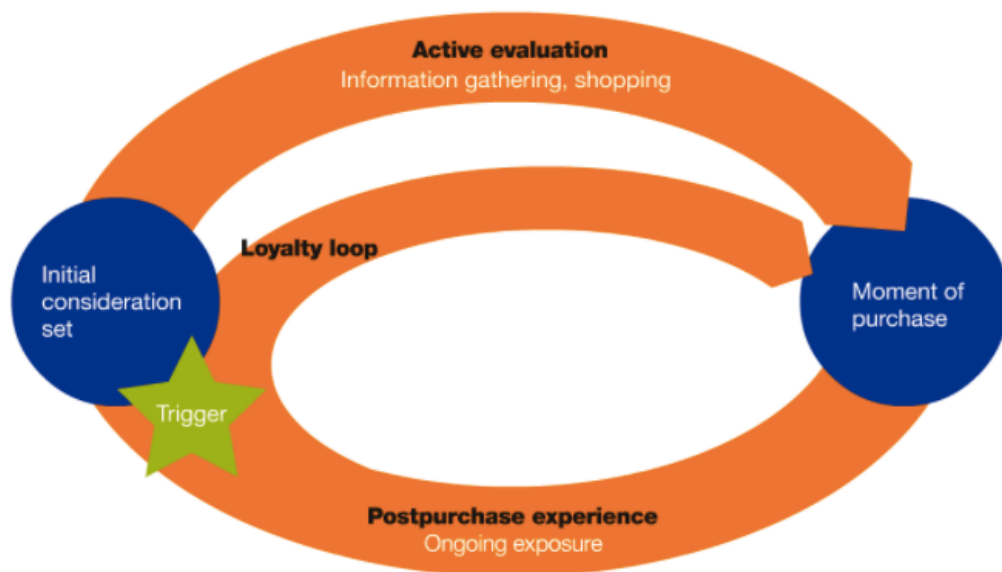 Active evaluation
Information gathering, shopping
Loyalty loop
Initial
consideration
set
Moment of
purchase
Trigger
Postpurchase experience
Ongoing exposure